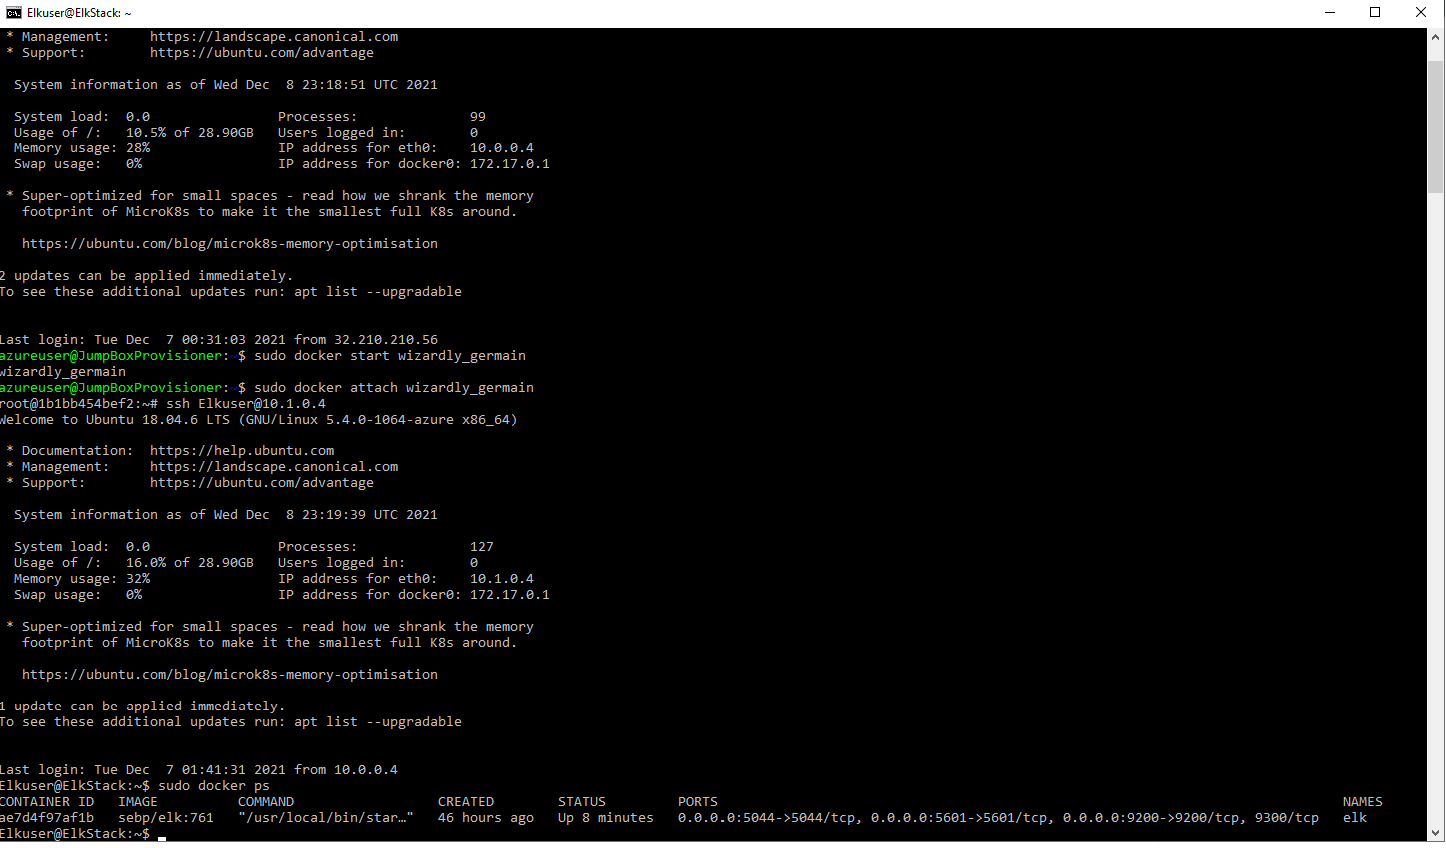 Elkuser@ElkStack: ~
* Management:     https://landscape.canonical.com
* Support:        https://ubuntu.com/advantage
System information as of Wed Dec  8 23:18:51 UTC 2021
System load:  0.0                Processes:              99
Usage of /:   10.5% of 28.90GB   Users logged in:        0
Memory usage: 28%                IP address for eth0:    10.0.0.4
Swap usage:   0%                 IP address for docker0: 172.17.0.1
* Super-optimized for small spaces - read how we shrank the memory
footprint of MicroK8s to make it the smallest full K8s around.
https://ubuntu.com/blog/microk8s-memory-optimisation
2 updates can be applied immediately.
To see these additional updates run: apt list --upgradable
Last login: Tue Dec  7 00:31:03 2021 from 32.210.210.56
azureuser@JumpBoxProvisioner:~$ sudo docker start wizardly_germain
wizardly_germain
azureuser@JumpBoxProvisioner:~$ sudo docker attach wizardly_germain
root@1b1bb454bef2:~# ssh Elkuser@10.1.0.4
Welcome to Ubuntu 18.04.6 LTS (GNU/Linux 5.4.0-1064-azure x86_64)
* Documentation:  https://help.ubuntu.com
* Management:     https://landscape.canonical.com
* Support:        https://ubuntu.com/advantage
System information as of Wed Dec  8 23:19:39 UTC 2021
System load:  0.0                Processes:              127
Usage of /:   16.0% of 28.90GB   Users logged in:        0
Memory usage: 32%                IP address for eth0:    10.1.0.4
Swap usage:   0%                 IP address for docker0: 172.17.0.1
* Super-optimized for small spaces - read how we shrank the memory
footprint of MicroK8s to make it the smallest full K8s around.
https://ubuntu.com/blog/microk8s-memory-optimisation
1 update can be applied immediately.
To see these additional updates run: apt list --upgradable
Last login: Tue Dec  7 01:41:31 2021 from 10.0.0.4
Elkuser@ElkStack:~$ sudo docker ps
CONTAINER ID   IMAGE          COMMAND                  CREATED        STATUS         PORTS                                                                              NAMES
ae7d4f97af1b   sebp/elk:761   "/usr/local/bin/star…"   46 hours ago   Up 8 minutes   0.0.0.0:5044->5044/tcp, 0.0.0.0:5601->5601/tcp, 0.0.0.0:9200->9200/tcp, 9300/tcp   elk
Elkuser@ElkStack:~$